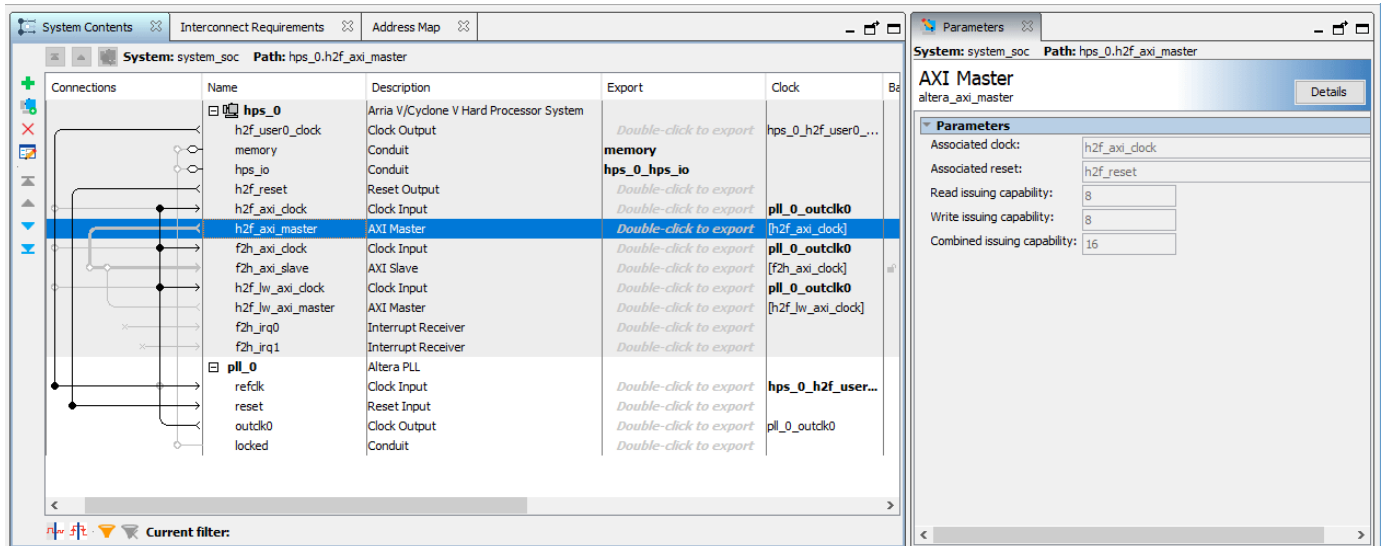 System Contents Interconnect Requirements Address Map
System: system_soc Path: hps_0.h2f_axi_master
Connections Name Description Export Clock Ba
hps_0 Arria V/Cyclone V Hard Processor System
h2f_user0_clock Clock Output Double-click to export hps_0_h2f_user0_...
memory Conduit memory
hps_io Conduit hps_0_hps_io
h2f_reset Reset Output Double-click to export
h2f_axi_clock Clock Input Double-click to export pll_0_outclk0
h2f_axi_master AXI Master Double-click to export [h2f_axi_clock]
f2h_axi_clock Clock Input Double-click to export pll_0_outclk0
f2h_axi_slave AXI Slave Double-click to export [f2h_axi_clock]
h2f_lw_axi_clock Clock Input Double-click to export pll_0_outclk0
h2f_lw_axi_master AXI Master Double-click to export [h2f_lw_axi_clock]
f2h_irq0 Interrupt Receiver Double-click to export
f2h_irq1 Interrupt Receiver Double-click to export
pll_0 Altera PLL
refclk Clock Input Double-click to export hps_0_h2f_user...
reset Reset Input Double-click to export
outclk0 Clock Output Double-click to export pll_0_outclk0
locked Conduit Double-click to export
Current filter:
Parameters
System: system_soc Path: hps_0.h2f_axi_master
AXI Master
altera_axi_master
Details
Parameters
Associated clock: h2f_axi_clock
Associated reset: h2f_reset
Read issuing capability: 8
Write issuing capability: 8
Combined issuing capability: 16